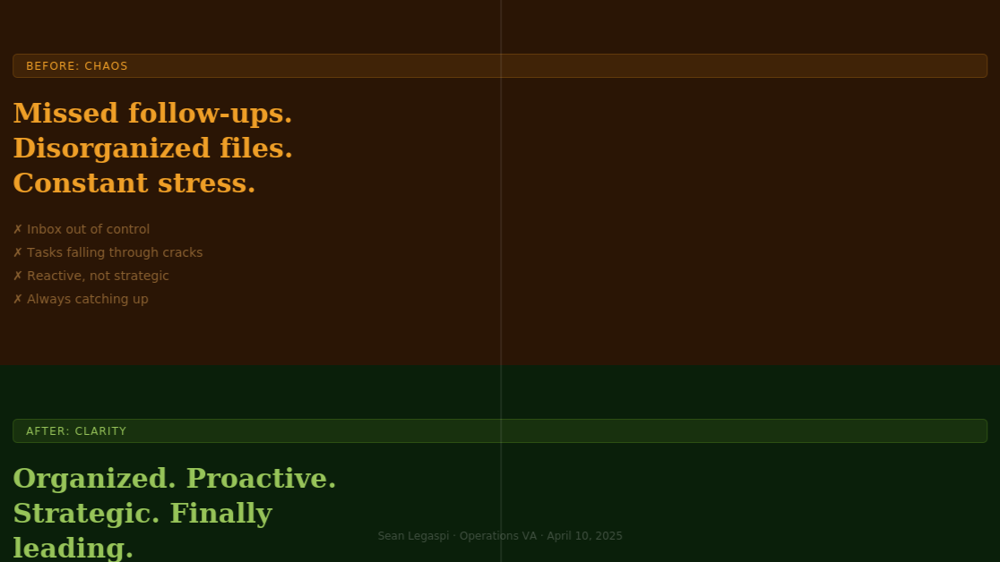 BEFORE: CHAOS
Missed follow-ups.
Disorganized files.
Constant stress.
✗ Inbox out of control
✗ Tasks falling through cracks
✗ Reactive, not strategic
✗ Always catching up
AFTER: CLARITY
Organized. Proactive.
Strategic. Finally
leading.
Sean Legaspi · Operations VA · April 10, 2025